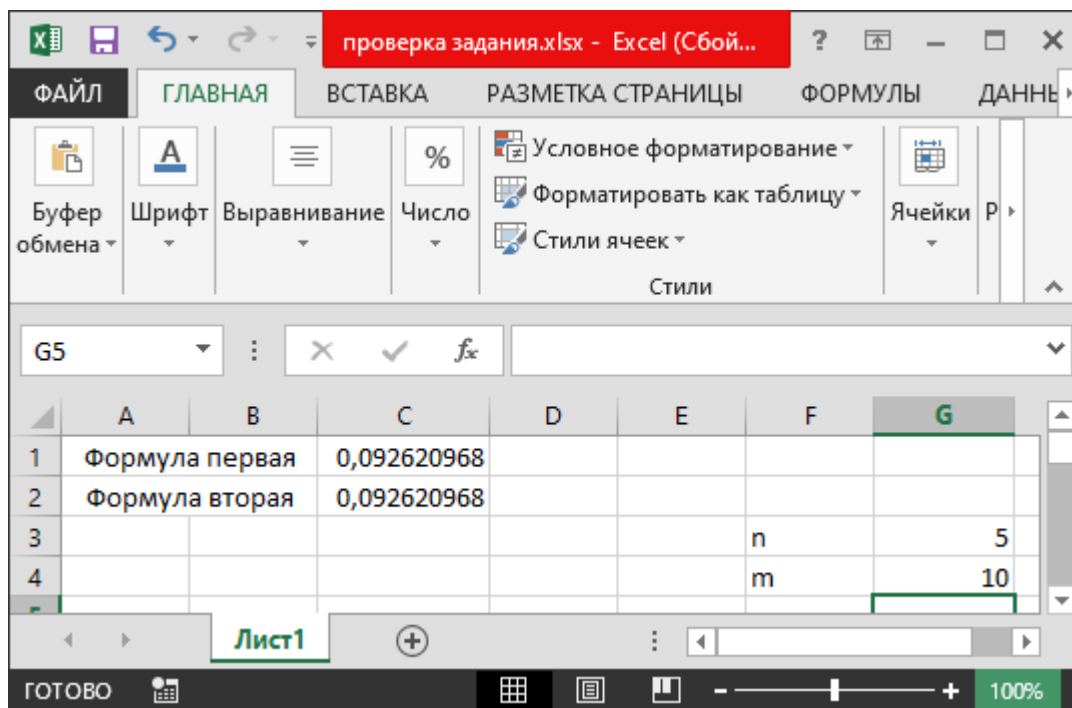 проверка задания.xlsx - Excel (Сбой...
?
ФАЙЛ ГЛАВНАЯ ВСТАВКА РАЗМЕТКА СТРАНИЦЫ ФОРМУЛЫ ДАННЫ
Буфер обмена
Шрифт
Выравнивание
%
Число
Условное форматирование
Форматировать как таблицу
Стили ячеек
Стили
Ячейки
Р
G5
fx
A B C D E F G
1 Формула первая 0,092620968
2 Формула вторая 0,092620968
3 n 5
4 m 10
Лист1
ГОТОВО 100%